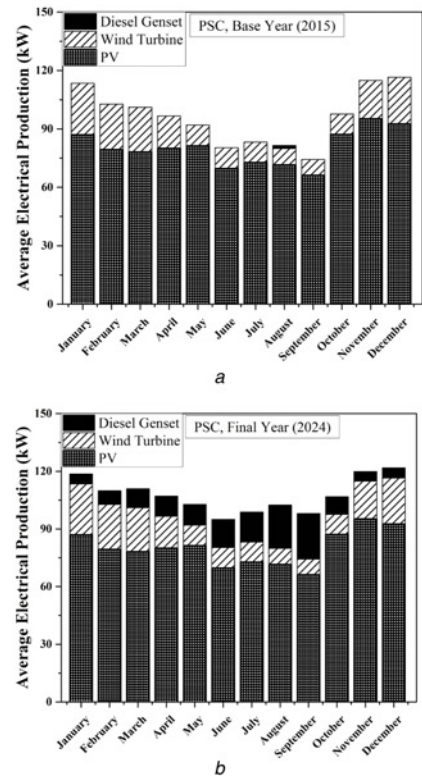 PSC, Base Year (2015)
Diesel Genset
Wind Turbine
PV
Average Electrical Production (kW)
150
120
90
60
30
0
January
February
March
April
May
June
July
August
September
October
November
December
a
PSC, Final Year (2024)
Diesel Genset
Wind Turbine
PV
Average Electrical Production (kW)
150
120
90
60
30
0
January
February
March
April
May
June
July
August
September
October
November
December
b